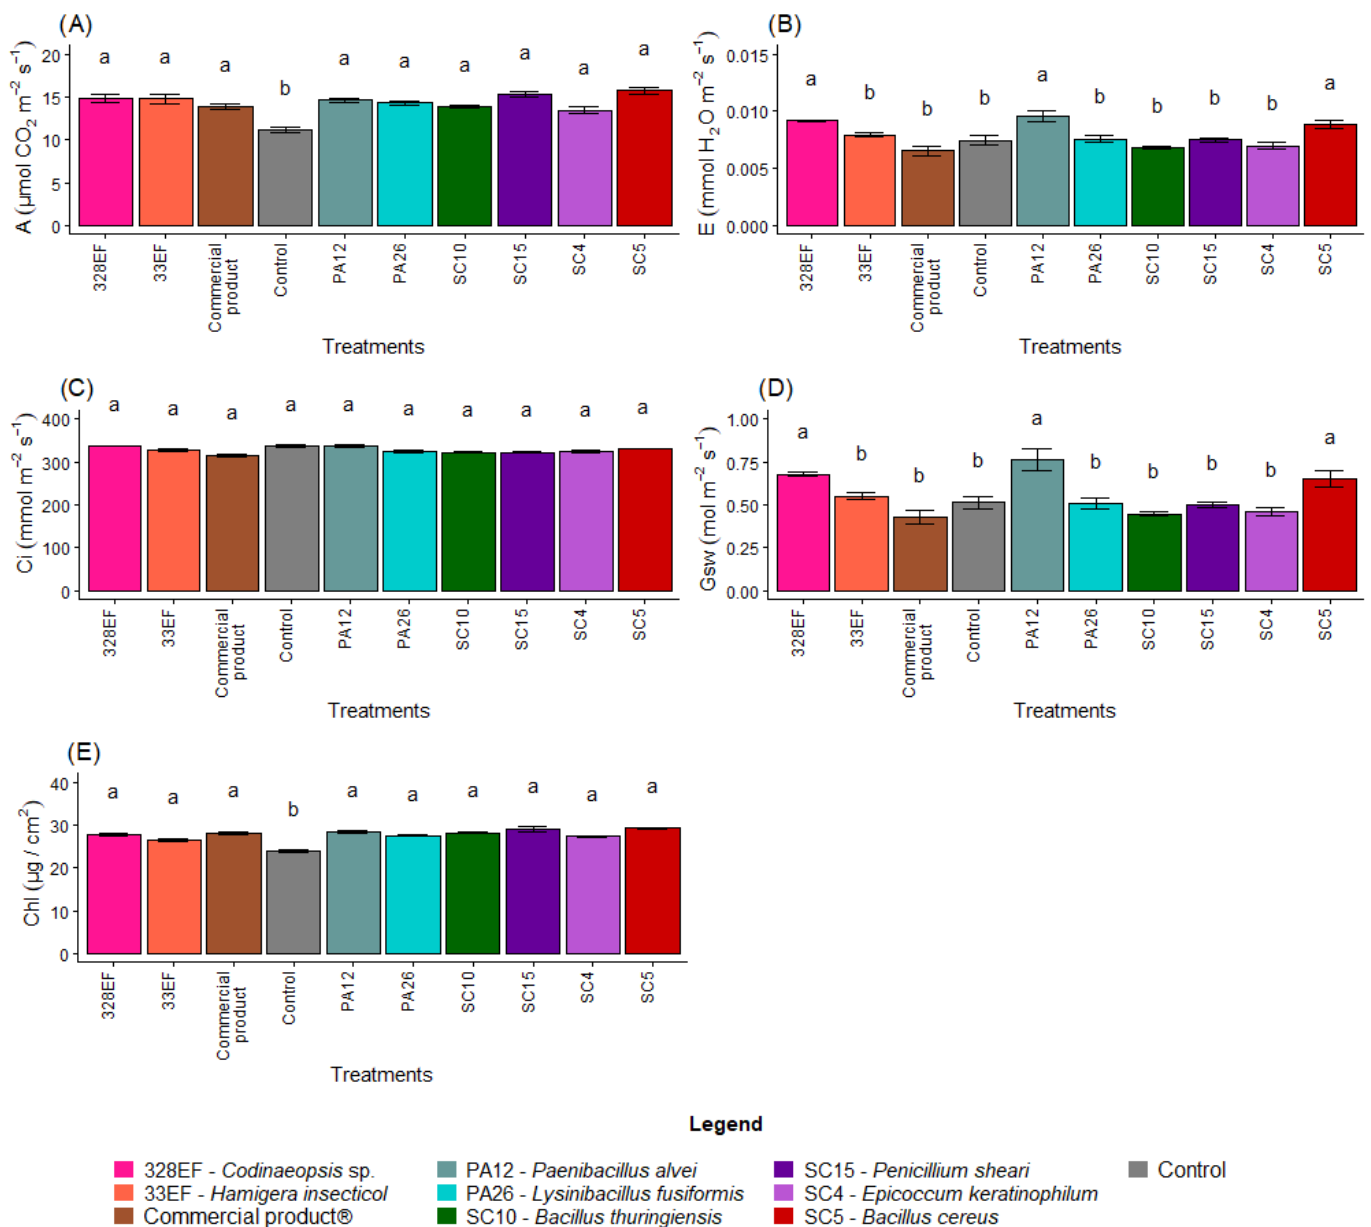 (A)
A (µmol CO₂ m⁻² s⁻¹)
20
15
10
5
0
a a a b a a a a a a
328EF 33EF Commercial product Control PA12 PA26 SC10 SC15 SC4 SC5
Treatments
(B)
E (mmol H₂O m⁻² s⁻¹)
0.015
0.010
0.005
0.000
a b b b a b b b b a
328EF 33EF Commercial product Control PA12 PA26 SC10 SC15 SC4 SC5
Treatments
(C)
Ci (mmol m⁻² s⁻¹)
400
300
200
100
0
a a a a a a a a a a
328EF 33EF Commercial product Control PA12 PA26 SC10 SC15 SC4 SC5
Treatments
(D)
Gsw (mol m⁻² s⁻¹)
1.00
0.75
0.50
0.25
0.00
a b b b a b b b b a
328EF 33EF Commercial product Control PA12 PA26 SC10 SC15 SC4 SC5
Treatments
(E)
Chl (µg / cm²)
40
30
20
10
0
a a a b a a a a a a
328EF 33EF Commercial product Control PA12 PA26 SC10 SC15 SC4 SC5
Treatments
Legend
328EF - Codinaeopsis sp.
33EF - Hamigera insecticol
Commercial product®
PA12 - Paenibacillus alvei
PA26 - Lysinibacillus fusiformis
SC10 - Bacillus thuringiensis
SC15 - Penicillium sheari
SC4 - Epicoccum keratinophilum
SC5 - Bacillus cereus
Control